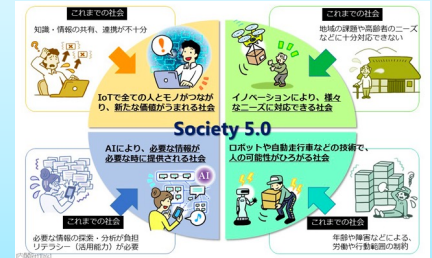 これまでの社会
知識・情報の共有、連携が不十分
IoTで全ての人とモノがつなが
り、新たな価値がうまれる社会
これまでの社会
地域の課題や高齢者のニーズ
などに十分対応できない
イノベーションにより、様々
なニーズに対応できる社会
Society 5.0
AIにより、必要な情報が
必要な時に提供される社会
AI
これまでの社会
必要な情報の探索・分析が負担
リテラシー（活用能力）が必要
ロボットや自動走行車などの技術で、
人の可能性がひろがる社会
これまでの社会
年齢や障害などによる、
労働や行動範囲の制約